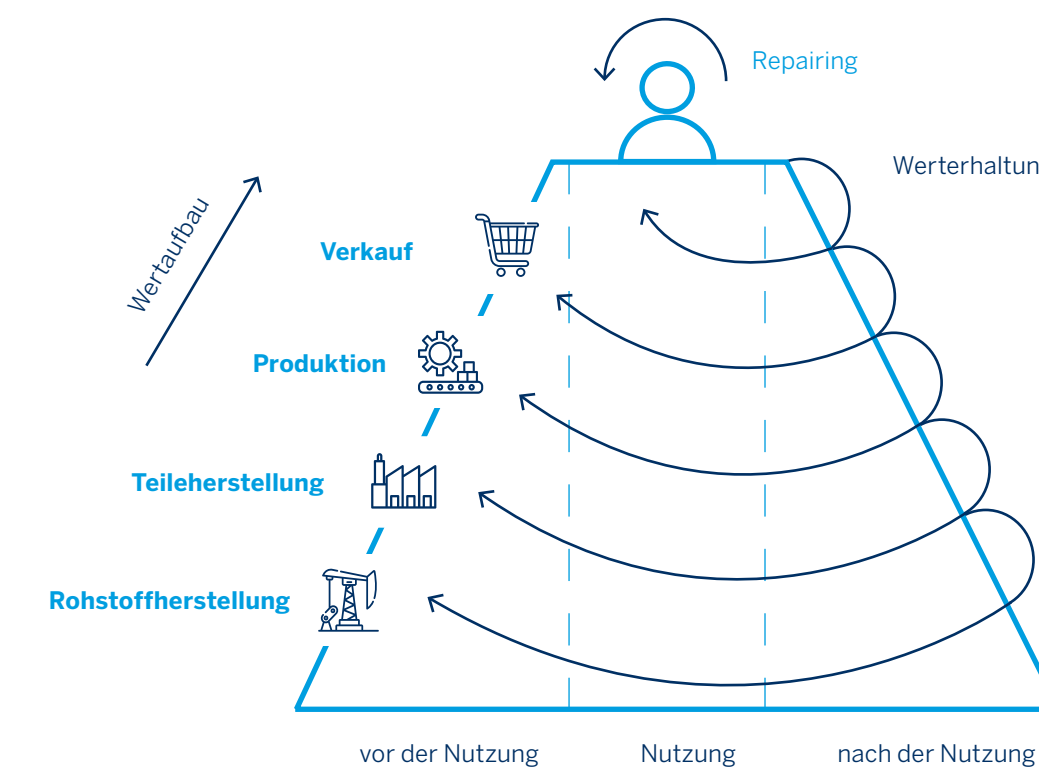 Repairing
Werterhaltun
Wertaufbau
Verkauf
Produktion
Teileherstellung
Rohstoffherstellung
vor der Nutzung
Nutzung
nach der Nutzung